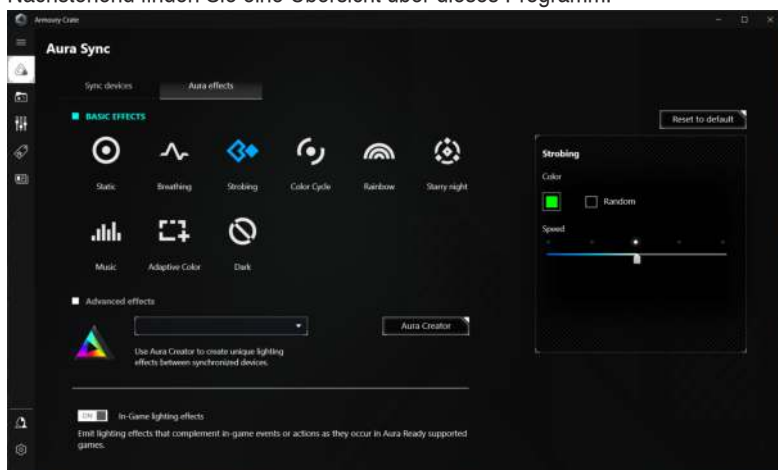 Nachstehend finden Sie eine Übersicht über dieses Programm:
Armoury Crate
Aura Sync
Sync devices
Aura effects
BASIC EFFECTS
Reset to default
Static
Breathing
Strobing
Color Cycle
Rainbow
Starry night
Strobing
Color
Random
Speed
Music
Adaptive Color
Dark
Advanced effects
Aura Creator
Use Aura Creator to create unique lighting
effects between synchronized devices.
ON
In-Game lighting effects
Emit lighting effects that complement in-game events or actions as they occur in Aura Ready supported
games.